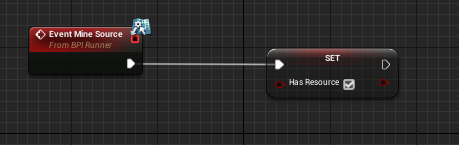 Event Mine Source
From BPI Runner
SET
Has Resource